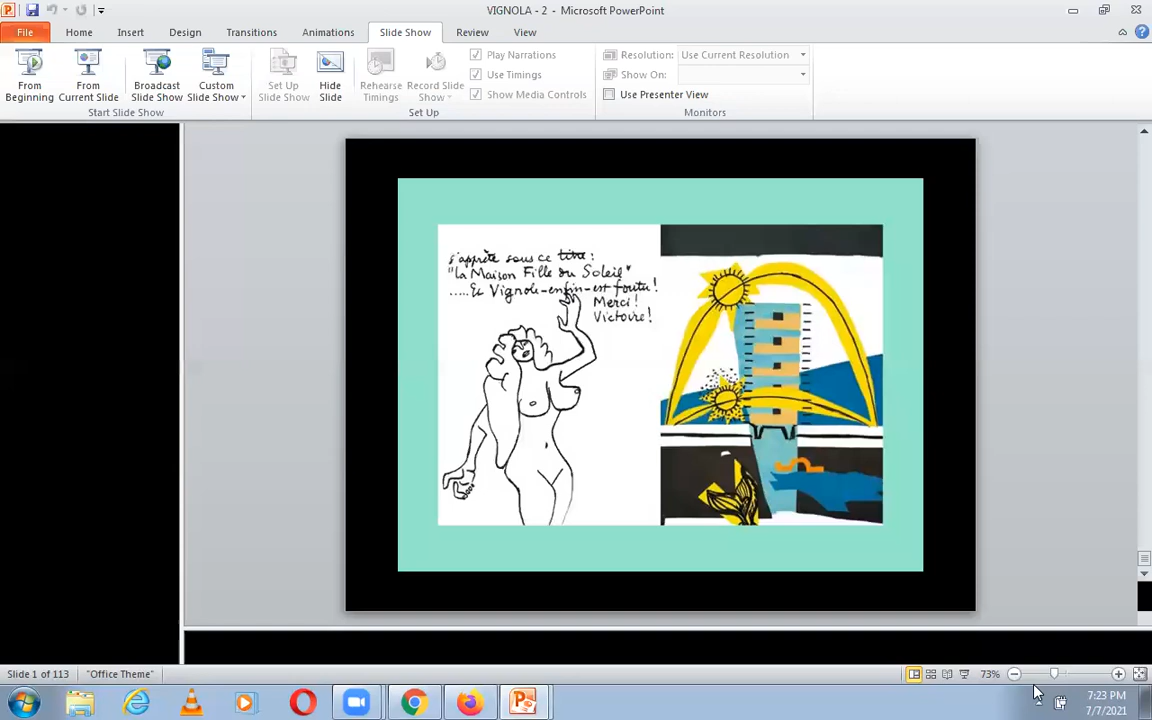 VIGNOLA - 2 - Microsoft PowerPoint
File Home Insert Design Transitions Animations Slide Show Review View
From Beginning
From Current Slide
Broadcast Slide Show
Custom Slide Show
Start Slide Show
Set Up Slide Show
Hide Slide
Rehearse Timings
Record Slide Show
Play Narrations
Use Timings
Show Media Controls
Set Up
Resolution: Use Current Resolution
Show On:
Use Presenter View
Monitors
s'apprête sous ce titre :
"La Maison Fille du Soleil"
.....Et Vignole-enfin-est foutu !
Merci !
Victoire !
Slide 1 of 113 "Office Theme" 73%
7:23 PM
7/7/2021